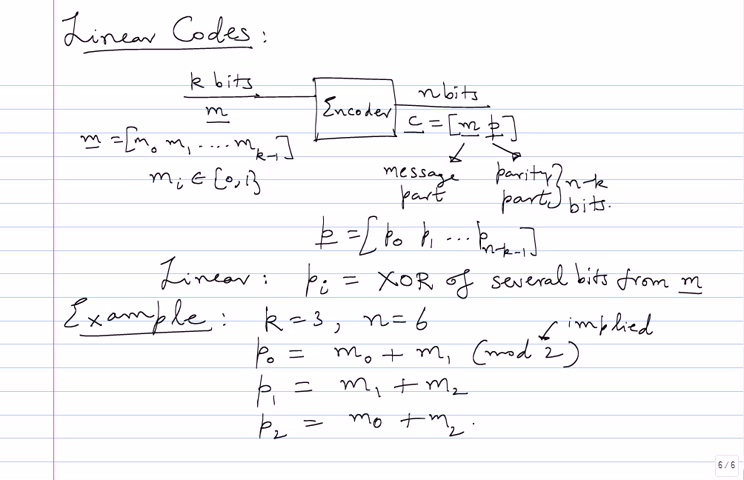 Linear Codes:
k bits
m
Encoder
n bits
c = [m p]
m = [m₀ m₁ .... m_{k-1}]
mᵢ ∈ {0,1}
message part
parity part } n-k bits.
p = [p₀ p₁ ... p_{n-k-1}]
Linear: pᵢ = XOR of several bits from m
Example: k=3, n=6
p₀ = m₀ + m₁ (mod 2) implied
p₁ = m₁ + m₂
p₂ = m₀ + m₂.
6/6